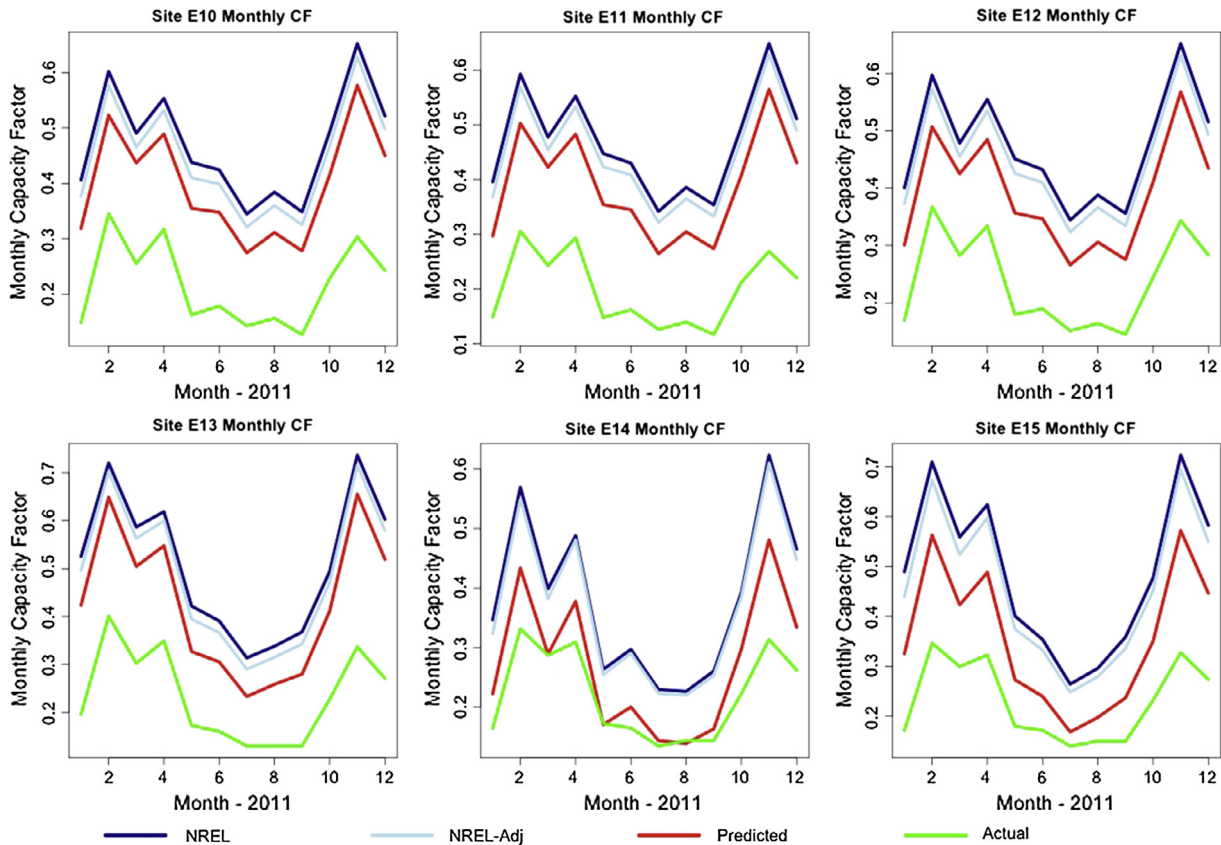 Site E10 Monthly CF
Monthly Capacity Factor
0.6
0.5
0.4
0.3
0.2
2 4 6 8 10 12
Month - 2011
Site E11 Monthly CF
Monthly Capacity Factor
0.6
0.5
0.4
0.3
0.2
0.1
2 4 6 8 10 12
Month - 2011
Site E12 Monthly CF
Monthly Capacity Factor
0.6
0.5
0.4
0.3
0.2
2 4 6 8 10 12
Month - 2011
Site E13 Monthly CF
Monthly Capacity Factor
0.7
0.6
0.5
0.4
0.3
0.2
2 4 6 8 10 12
Month - 2011
Site E14 Monthly CF
Monthly Capacity Factor
0.6
0.5
0.4
0.3
0.2
2 4 6 8 10 12
Month - 2011
Site E15 Monthly CF
Monthly Capacity Factor
0.7
0.6
0.5
0.4
0.3
0.2
2 4 6 8 10 12
Month - 2011
NREL NREL-Adj Predicted Actual